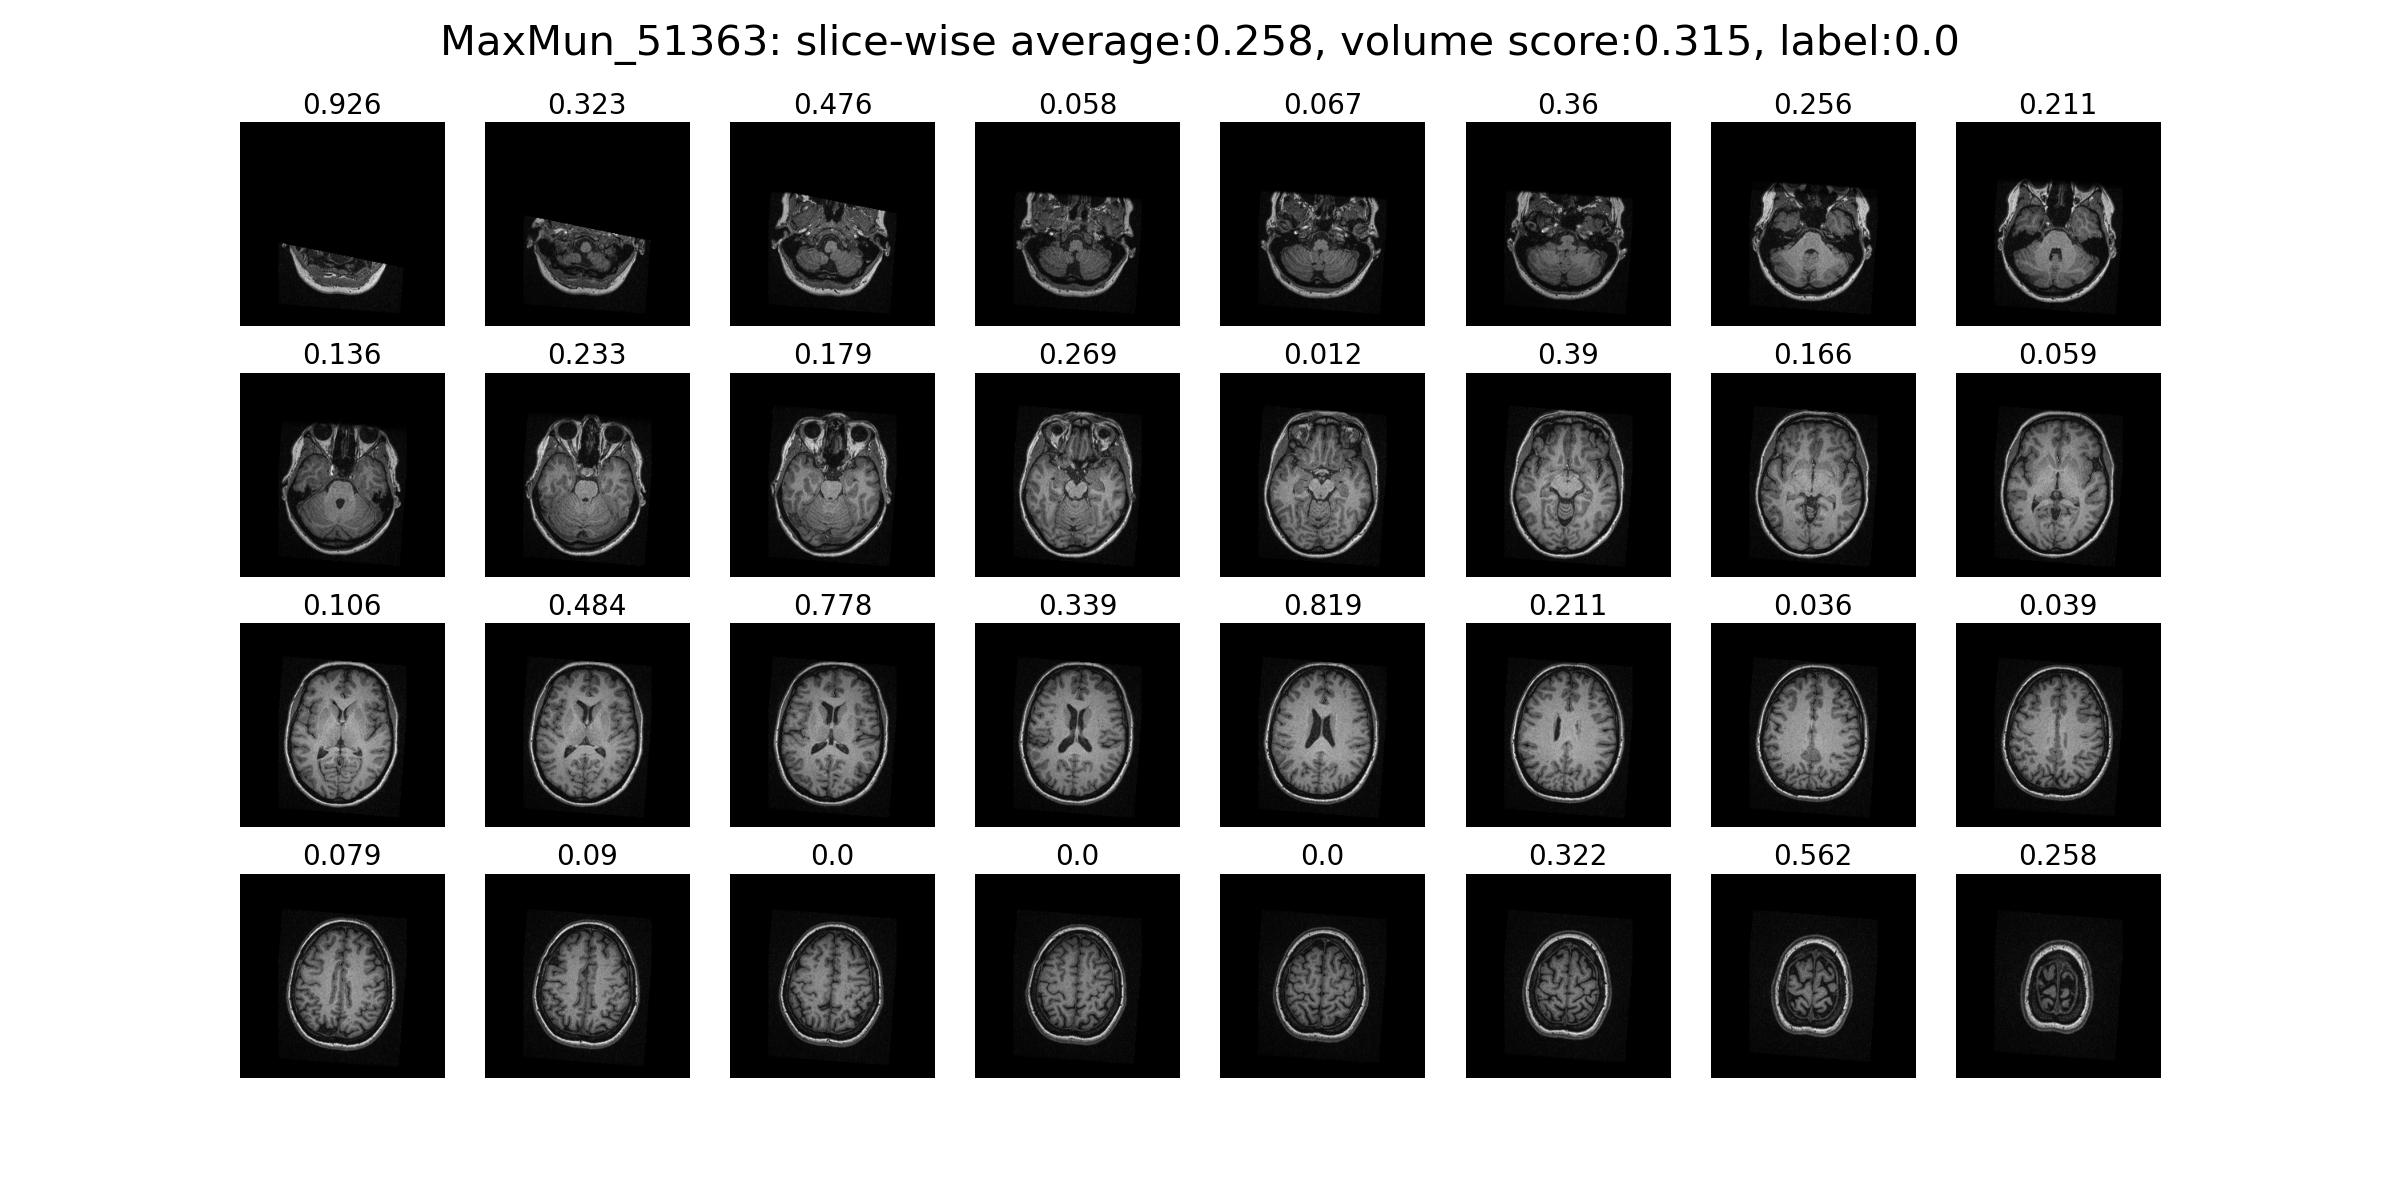 MaxMun_51363: slice-wise average:0.258, volume score:0.315, label:0.0
0.926 0.323 0.476 0.058 0.067 0.36 0.256 0.211
0.136 0.233 0.179 0.269 0.012 0.39 0.166 0.059
0.106 0.484 0.778 0.339 0.819 0.211 0.036 0.039
0.079 0.09 0.0 0.0 0.0 0.322 0.562 0.258